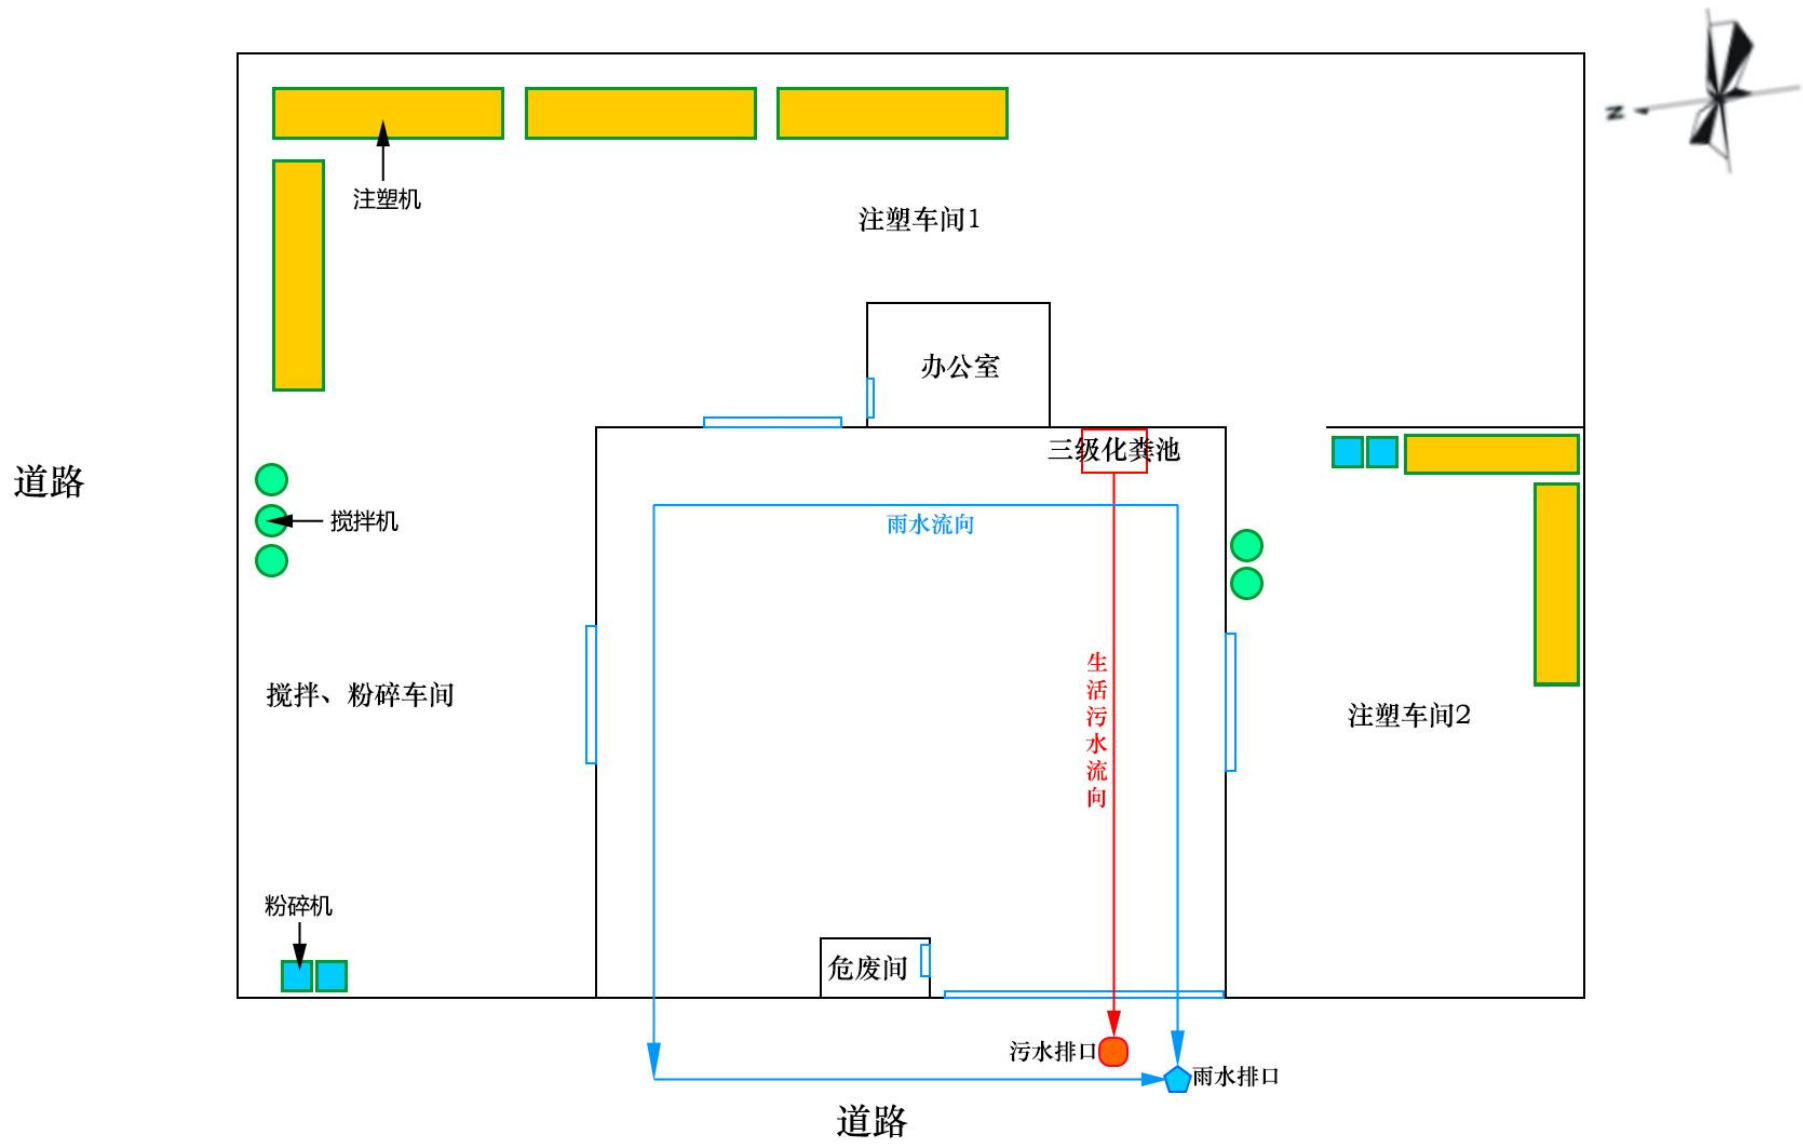 N
注塑机
注塑车间1
办公室
三级化粪池
道路
搅拌机
雨水流向
生活污水流向
搅拌、粉碎车间
注塑车间2
粉碎机
危废间
污水排口
雨水排口
道路